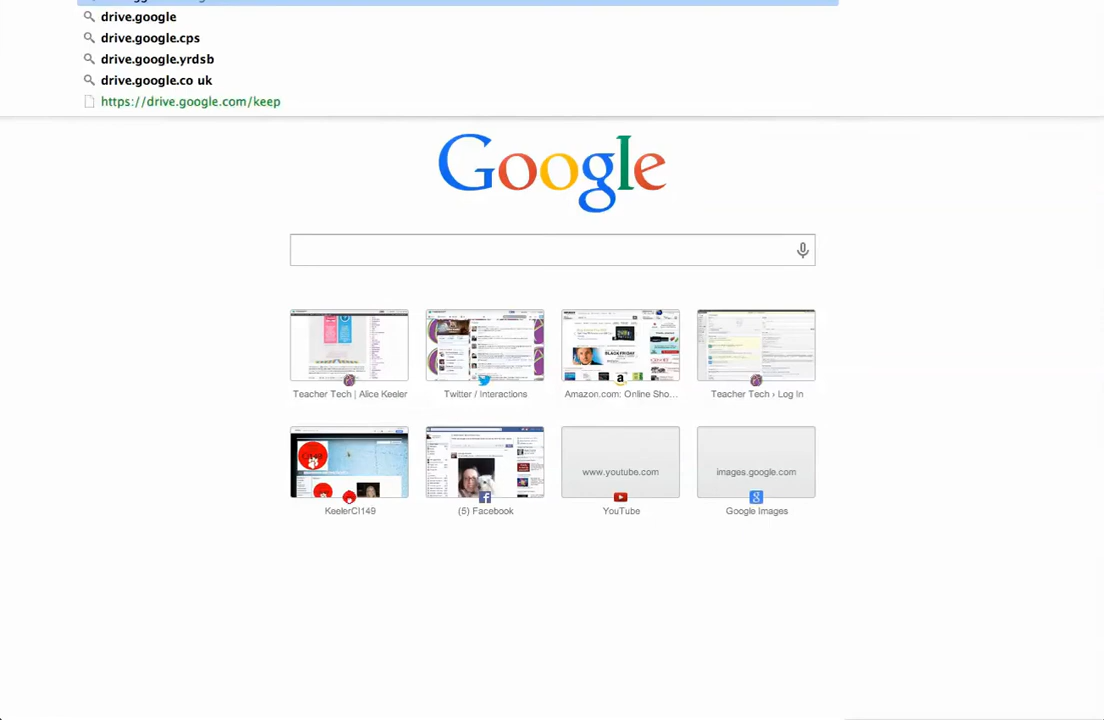 drive.google
drive.google.cps
drive.google.yrdsb
drive.google.co uk
https://drive.google.com/keep
Google
Teacher Tech | Alice Keeler
Twitter / Interactions
Amazon.com: Online Sho...
Teacher Tech › Log In
www.youtube.com
images.google.com
KeelerCI149
(5) Facebook
YouTube
Google Images